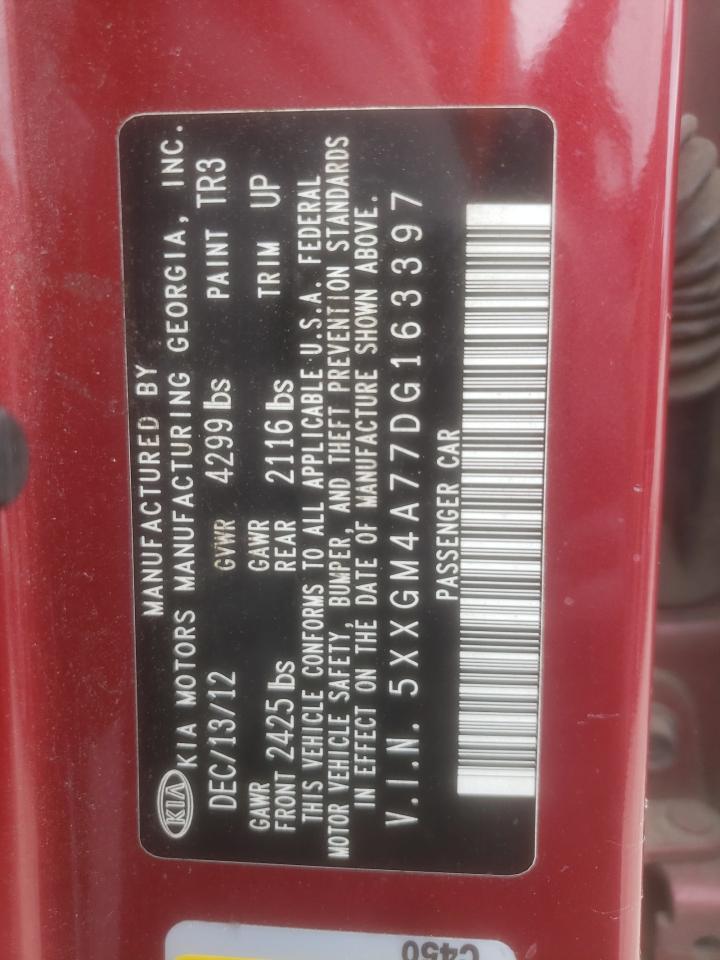 MANUFACTURED BY
KIA KIA MOTORS MANUFACTURING GEORGIA, INC.
DEC/13/12 GVWR 4299 lbs PAINT TR3
GAWR FRONT 2425 lbs GAWR REAR 2116 lbs TRIM UP
THIS VEHICLE CONFORMS TO ALL APPLICABLE U.S.A. FEDERAL
MOTOR VEHICLE SAFETY, BUMPER, AND THEFT PREVENTION STANDARDS
IN EFFECT ON THE DATE OF MANUFACTURE SHOWN ABOVE.
V.I.N. 5XXGM4A77DG163397
PASSENGER CAR
C450